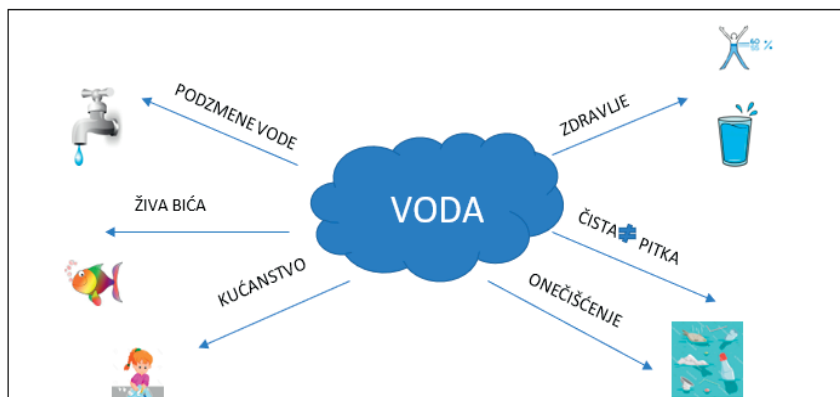 PODZMENE VODE
ZDRAVLJE
VODA
ŽIVA BIĆA
ČISTA ≠ PITKA
KUĆANSTVO
ONEČIŠĆENJE